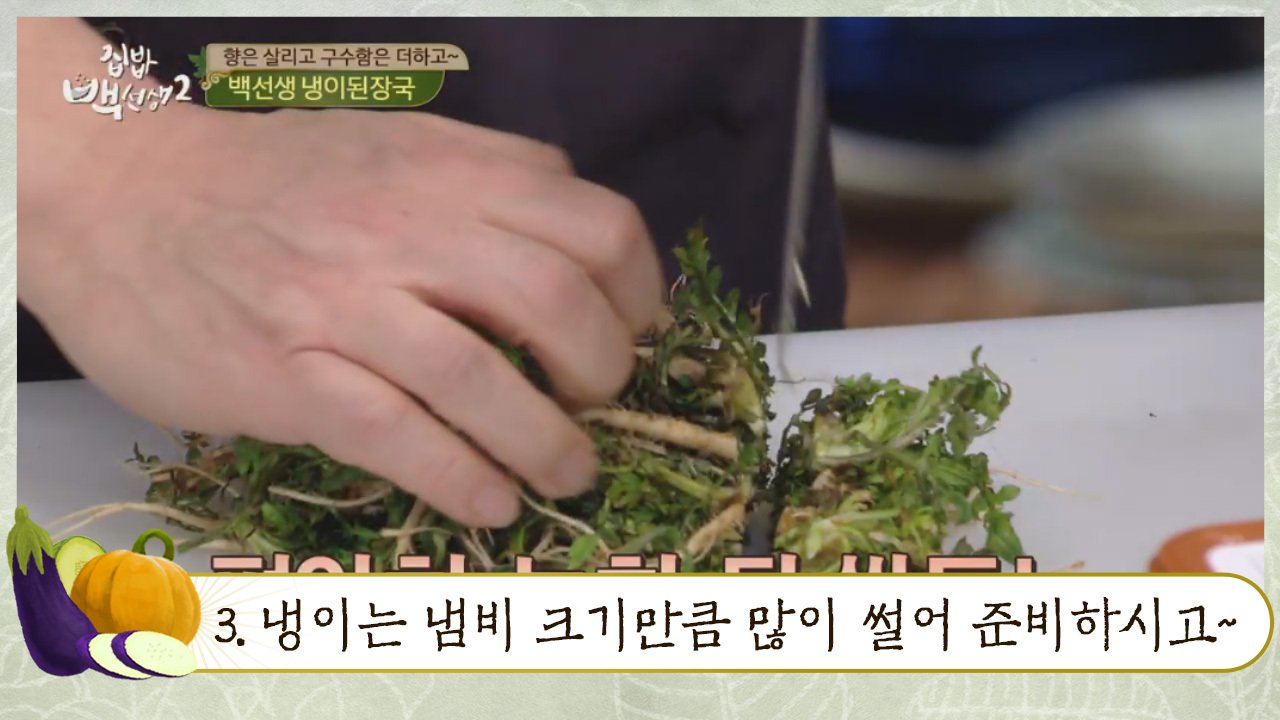 집밥
백선생2
향은 살리고 구수함은 더하고~
백선생 냉이된장국
3. 냉이는 냄비 크기만큼 많이 썰어 준비하시고~